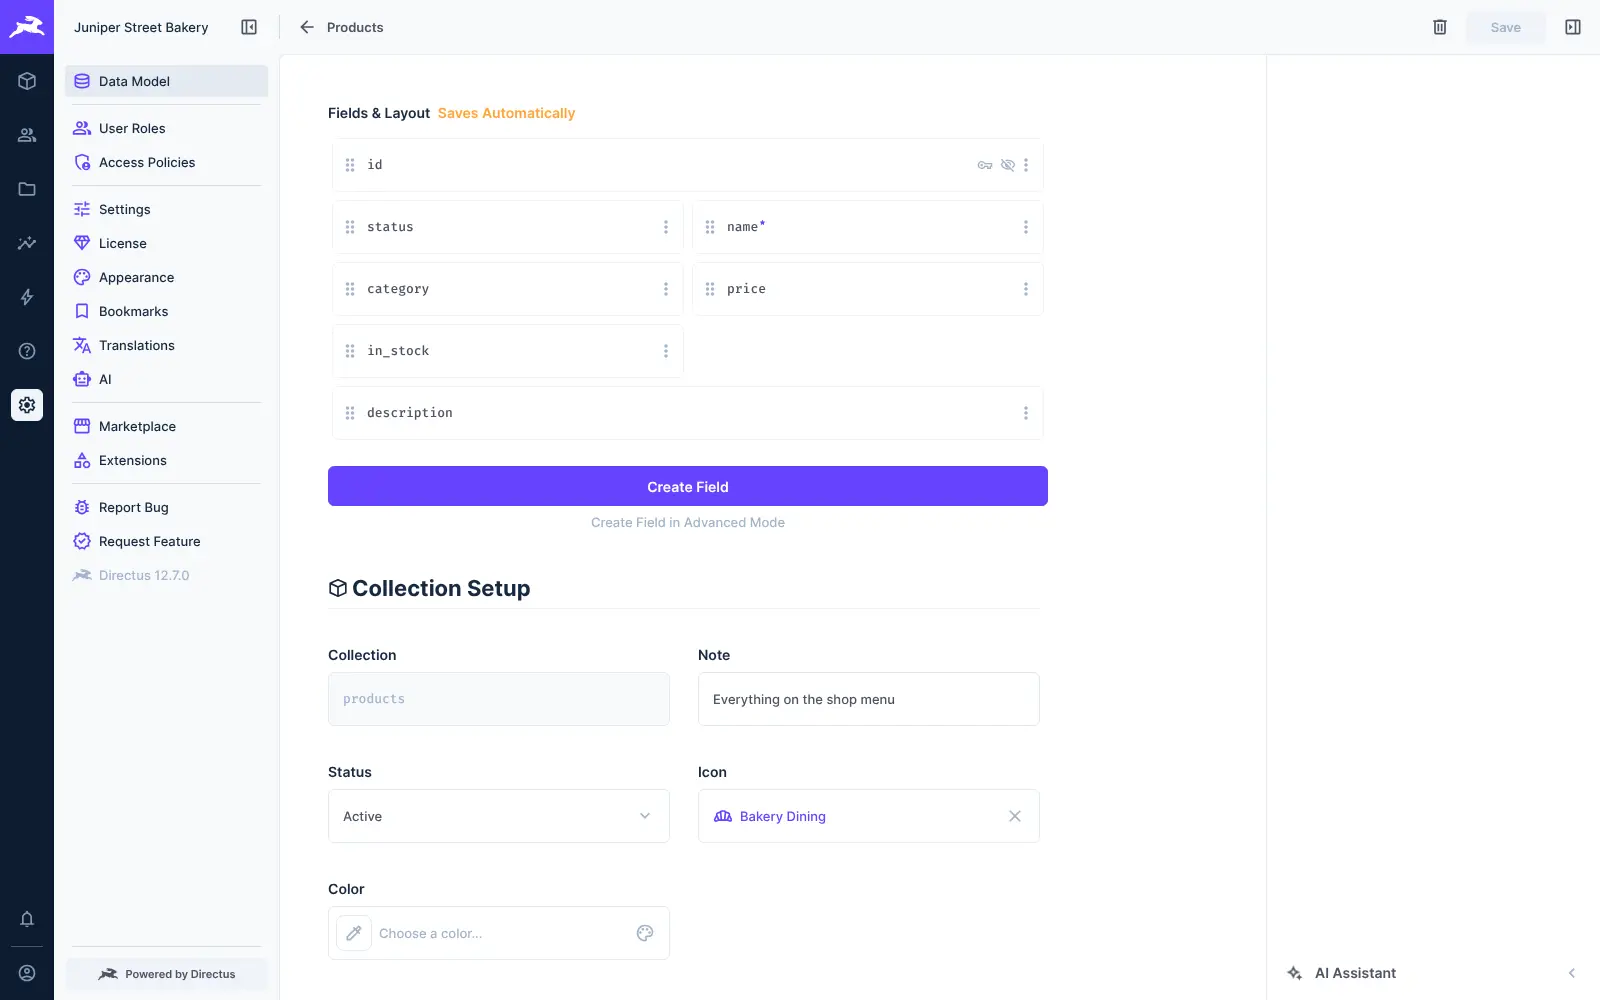 Juniper Street Bakery
Products
Save
Data Model
User Roles
Access Policies
Settings
License
Appearance
Bookmarks
Translations
AI
Marketplace
Extensions
Report Bug
Request Feature
Directus 12.7.0
Powered by Directus
Fields & Layout Saves Automatically
id
status
name*
category
price
in_stock
description
Create Field
Create Field in Advanced Mode
Collection Setup
Collection
Note
products
Everything on the shop menu
Status
Icon
Active
Bakery Dining
Color
Choose a color...
AI Assistant